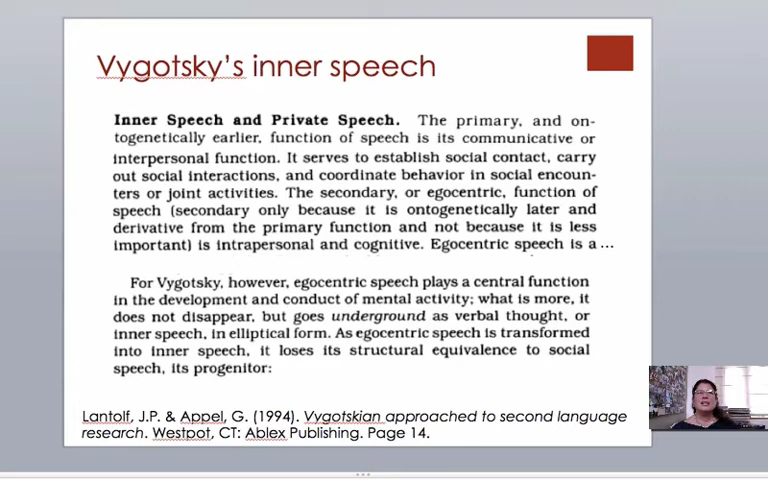 Vygotsky's inner speech
Inner Speech and Private Speech. The primary, and on-
togenetically earlier, function of speech is its communicative or
interpersonal function. It serves to establish social contact, carry
out social interactions, and coordinate behavior in social encoun-
ters or joint activities. The secondary, or egocentric, function of
speech (secondary only because it is ontogenetically later and
derivative from the primary function and not because it is less
important) is intrapersonal and cognitive. Egocentric speech is a ...
For Vygotsky, however, egocentric speech plays a central function
in the development and conduct of mental activity; what is more, it
does not disappear, but goes underground as verbal thought, or
inner speech, in elliptical form. As egocentric speech is transformed
into inner speech, it loses its structural equivalence to social
speech, its progenitor:
Lantolf, J.P. & Appel, G. (1994). Vygotskian approached to second language
research. Westpot, CT: Ablex Publishing. Page 14.